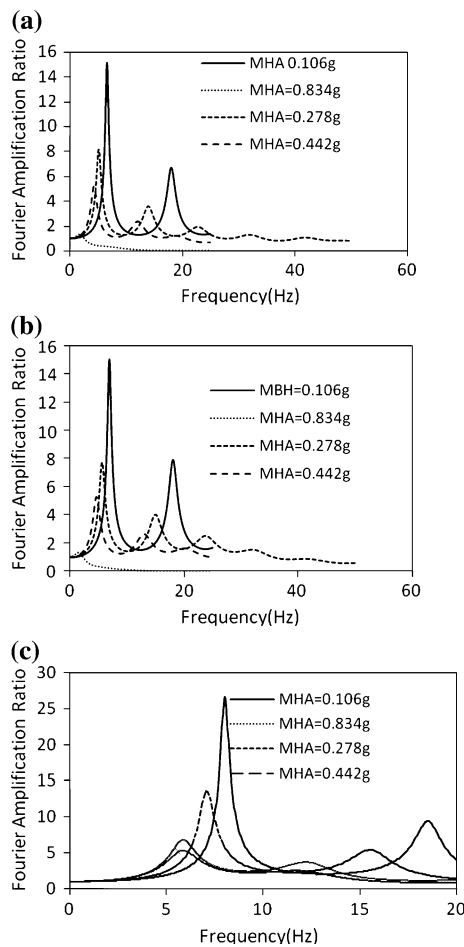 (a)
Fourier Amplification Ratio
16
14
12
10
8
6
4
2
0
MHA 0.106g
MHA=0.834g
MHA=0.278g
MHA=0.442g
0 20 40 60
Frequency(Hz)
(b)
Fourier Amplification Ratio
16
14
12
10
8
6
4
2
0
MBH=0.106g
MHA=0.834g
MHA=0.278g
MHA=0.442g
0 20 40 60
Frequency(Hz)
(c)
Fourier Amplification Ratio
30
25
20
15
10
5
0
MHA=0.106g
MHA=0.834g
MHA=0.278g
MHA=0.442g
0 5 10 15 20
Frequency(Hz)